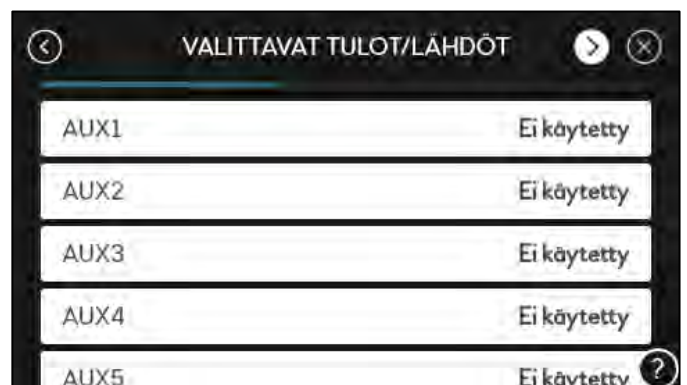 VALITTAVAT TULOT/LÄHDÖT
AUX1 Ei käytetty
AUX2 Ei käytetty
AUX3 Ei käytetty
AUX4 Ei käytetty
AUX5 Ei käytetty
?